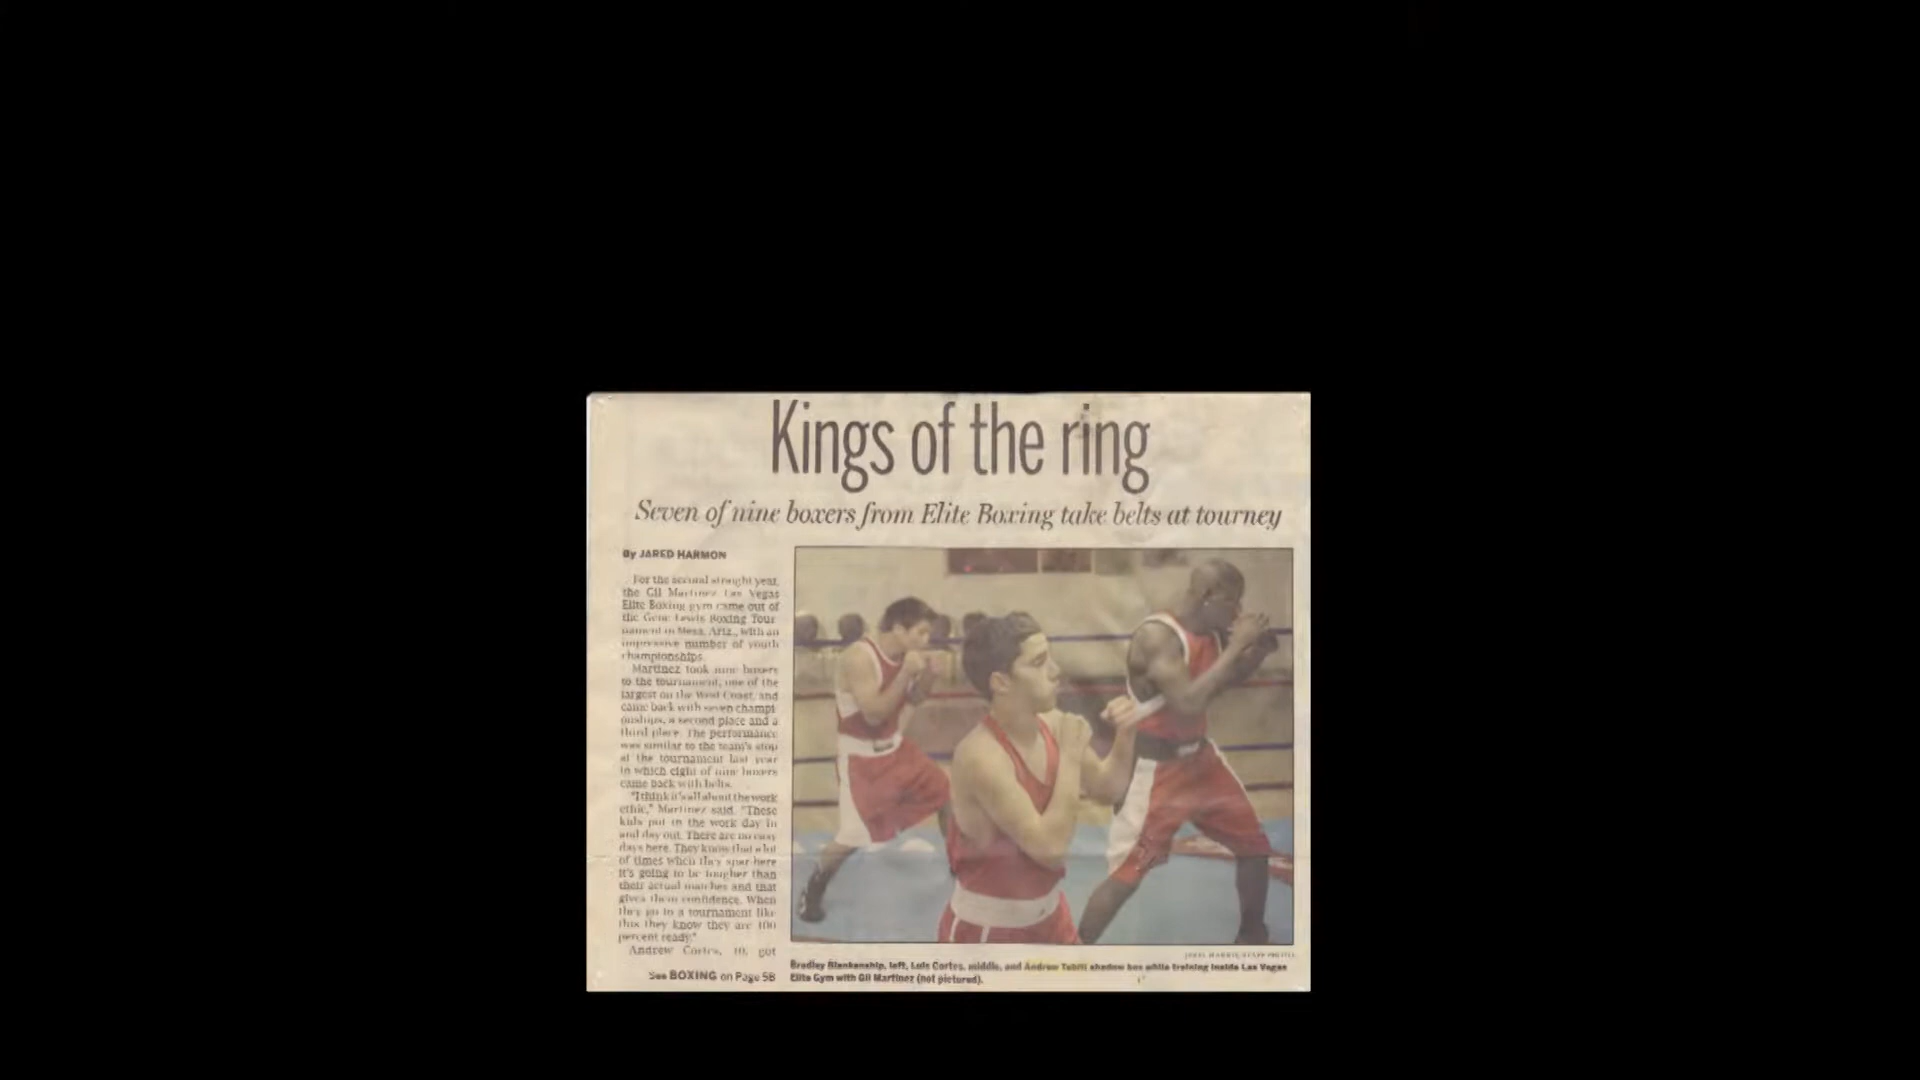 Kings of the ring
Seven of nine boxers from Elite Boxing take belts at tourney
By JARED HARMON
For the second straight year,
the Gil Martinez Las Vegas
Elite Boxing gym came out of
the Gene Lewis Boxing Tour-
nament in Mesa, Ariz., with an
impressive number of youth
championships.
Martinez took nine boxers
to the tournament, one of the
largest on the West Coast, and
came back with seven champi-
onships, a second place and a
third place. The performance
was similar to the team's stop
at the tournament last year
in which eight of nine boxers
came back with belts.
"I think it's all about the work
ethic," Martinez said. "These
kids put in the work day in
and day out. There are no easy
days here. They know that a lot
of times when they spar here
it's going to be tougher than
their actual matches and that
gives them confidence. When
they go to a tournament like
this they know they are 100
percent ready."
Andrew Cortes, 10, got
See BOXING on Page 5B
STAFF PHOTO
Bradley Blankenship, left, Luis Cortes, middle, and Andrew Tabiti shadow box while training inside Las Vegas
Elite Gym with Gil Martinez (not pictured).